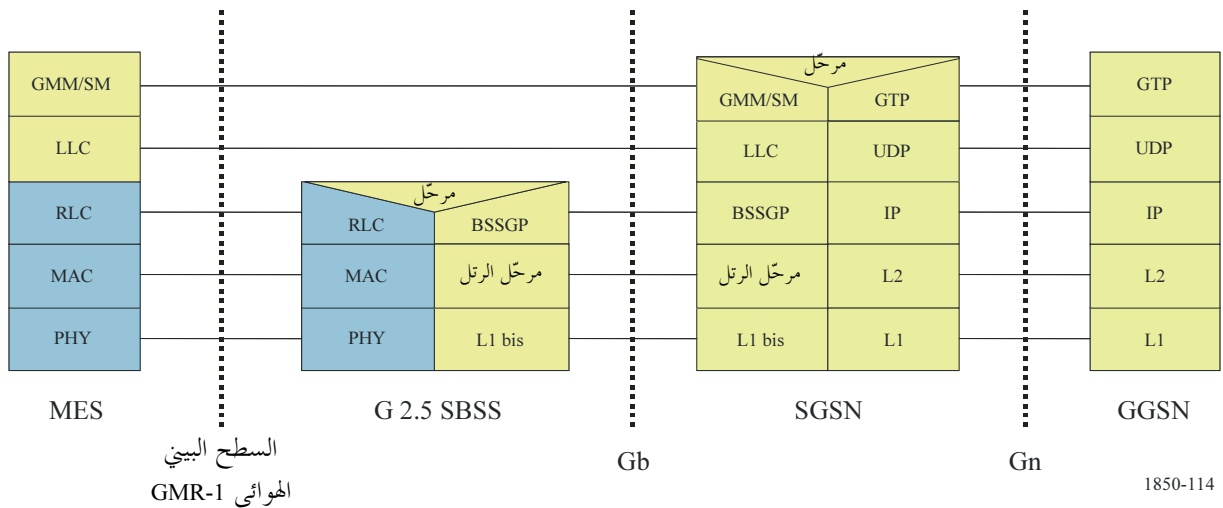 مرحّل
GMM/SM
GMM/SM
GTP
GTP
LLC
LLC
UDP
UDP
مرحّل
RLC
RLC
BSSGP
BSSGP
IP
IP
MAC
MAC
مرحّل الرتل
مرحّل الرتل
L2
L2
PHY
PHY
L1 bis
L1 bis
L1
L1
MES
G 2.5 SBSS
SGSN
GGSN
السطح البيني
الهوائي GMR-1
Gb
Gn
1850-114